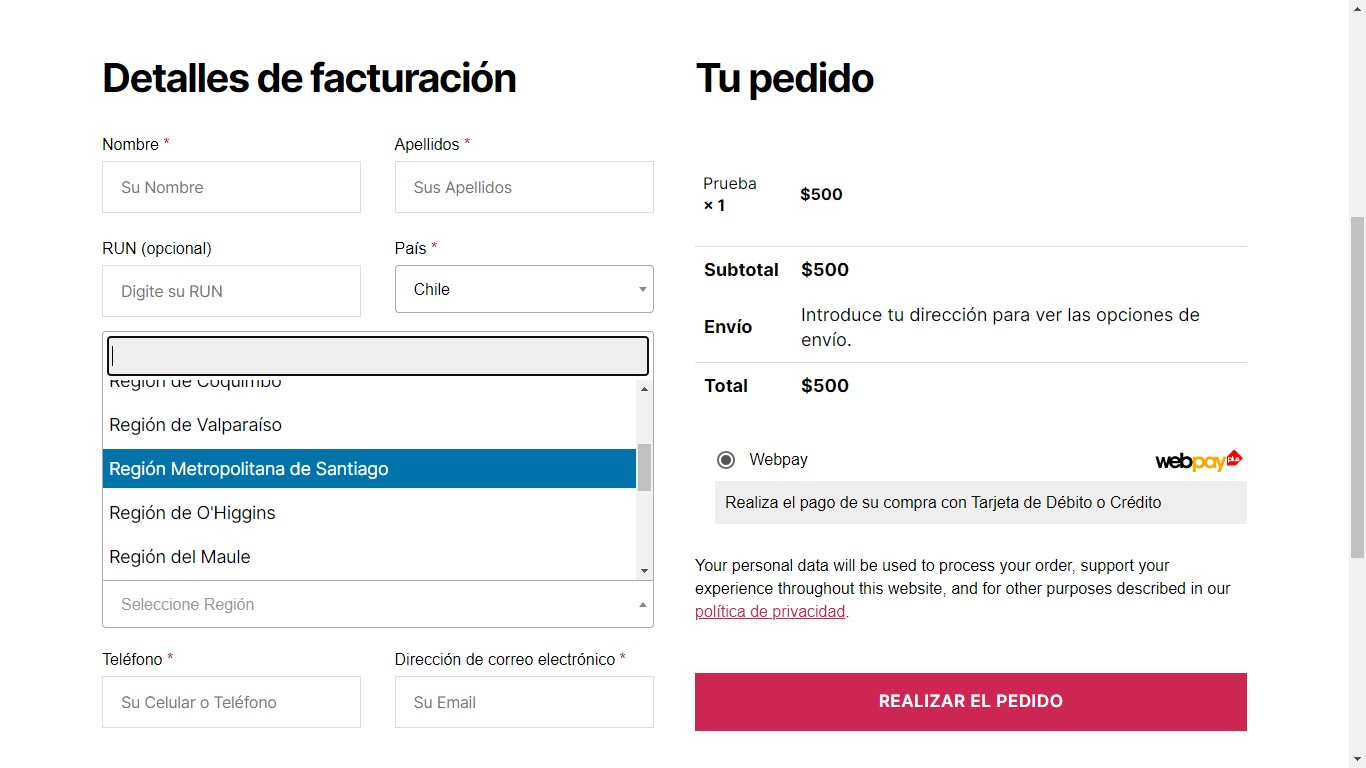 Detalles de facturación
Nombre *
Apellidos *
Su Nombre
Sus Apellidos
RUN (opcional)
País *
Digite su RUN
Chile
Región de Coquimbo
Región de Valparaíso
Región Metropolitana de Santiago
Región de O'Higgins
Región del Maule
Seleccione Región
Teléfono *
Dirección de correo electrónico *
Su Celular o Teléfono
Su Email
Tu pedido
Prueba
× 1
$500
Subtotal
$500
Envío
Introduce tu dirección para ver las opciones de
envío.
Total
$500
Webpay
webpay plus
Realiza el pago de su compra con Tarjeta de Débito o Crédito
Your personal data will be used to process your order, support your
experience throughout this website, and for other purposes described in our
política de privacidad.
REALIZAR EL PEDIDO